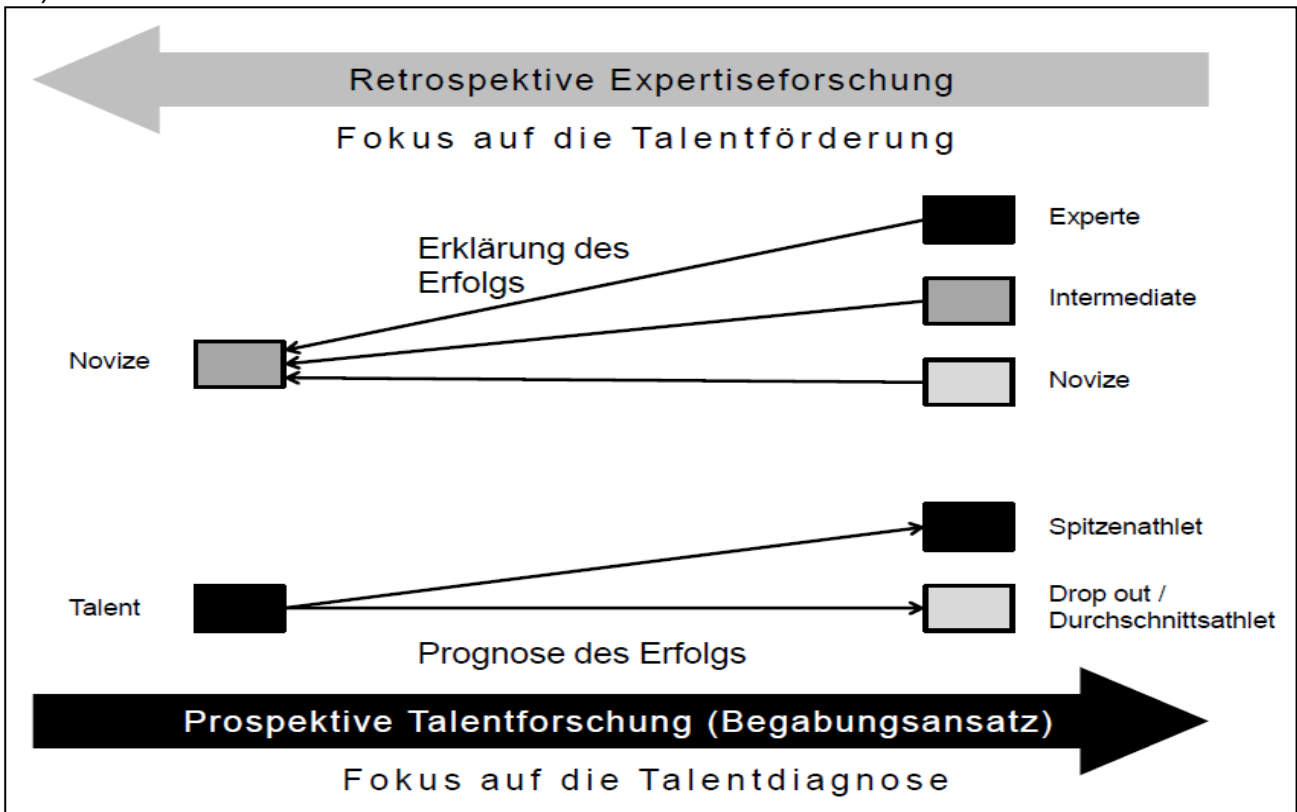 Retrospektive Expertiseforschung
Fokus auf die Talentförderung
Experte
Erklärung des
Erfolgs
Intermediate
Novize
Novize
Spitzenathlet
Talent
Drop out /
Durchschnittsathlet
Prognose des Erfolgs
Prospektive Talentforschung (Begabungsansatz)
Fokus auf die Talentdiagnose